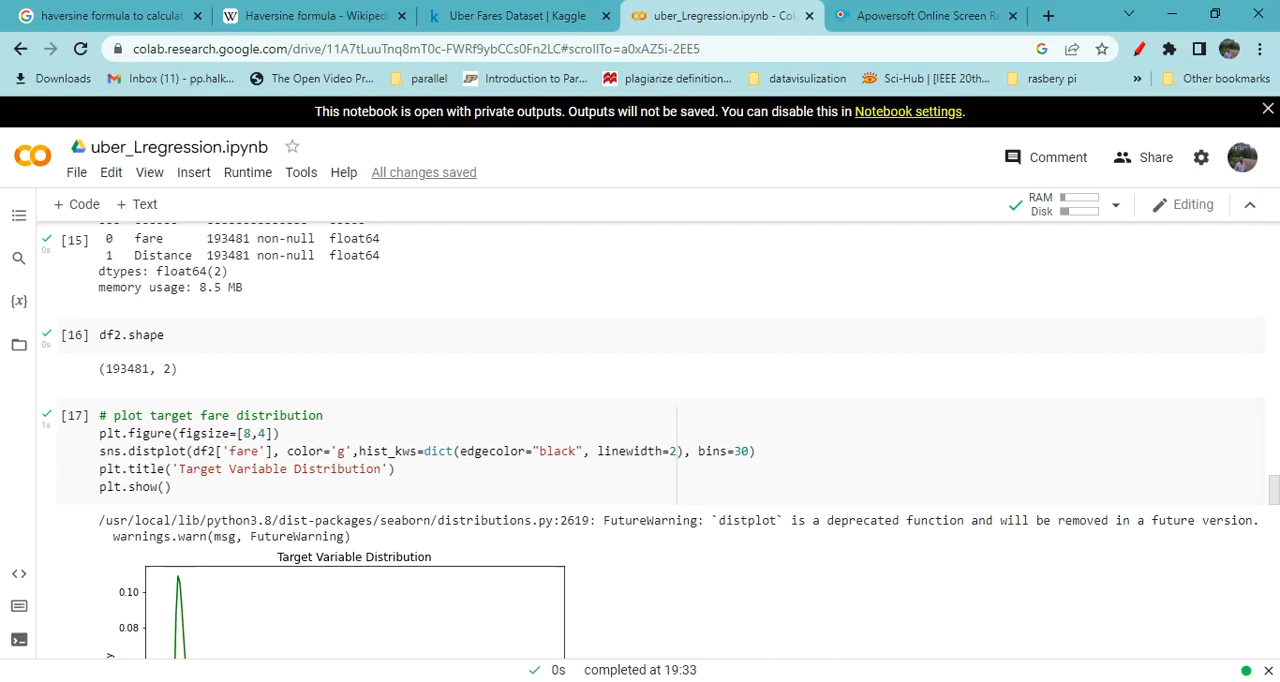 haversine formula to calculat
Haversine formula - Wikiped
Uber Fares Dataset | Kaggle
uber_Lregression.ipynb - Co
Apowersoft Online Screen Re
colab.research.google.com/drive/11A7tLuuTnq8mT0c-FWRf9ybCCs0Fn2LC#scrollTo=a0xAZ5i-2EE5
Downloads
Inbox (11) - pp.halk...
The Open Video Pr...
parallel
Introduction to Par...
plagiarize definition...
datavisulization
Sci-Hub | [IEEE 20th...
rasbery pi
»
Other bookmarks
This notebook is open with private outputs. Outputs will not be saved. You can disable this in Notebook settings.
uber_Lregression.ipynb
Comment
Share
File Edit View Insert Runtime Tools Help All changes saved
+ Code + Text
RAM
Disk
Editing
[15] 0 fare 193481 non-null float64
0s
1 Distance 193481 non-null float64
dtypes: float64(2)
memory usage: 8.5 MB
[16] df2.shape
0s
(193481, 2)
[17] # plot target fare distribution
1s
plt.figure(figsize=[8,4])
sns.distplot(df2['fare'], color='g',hist_kws=dict(edgecolor="black", linewidth=2), bins=30)
plt.title('Target Variable Distribution')
plt.show()
/usr/local/lib/python3.8/dist-packages/seaborn/distributions.py:2619: FutureWarning: `distplot` is a deprecated function and will be removed in a future version.
warnings.warn(msg, FutureWarning)
Target Variable Distribution
0.10
0.08
0s completed at 19:33